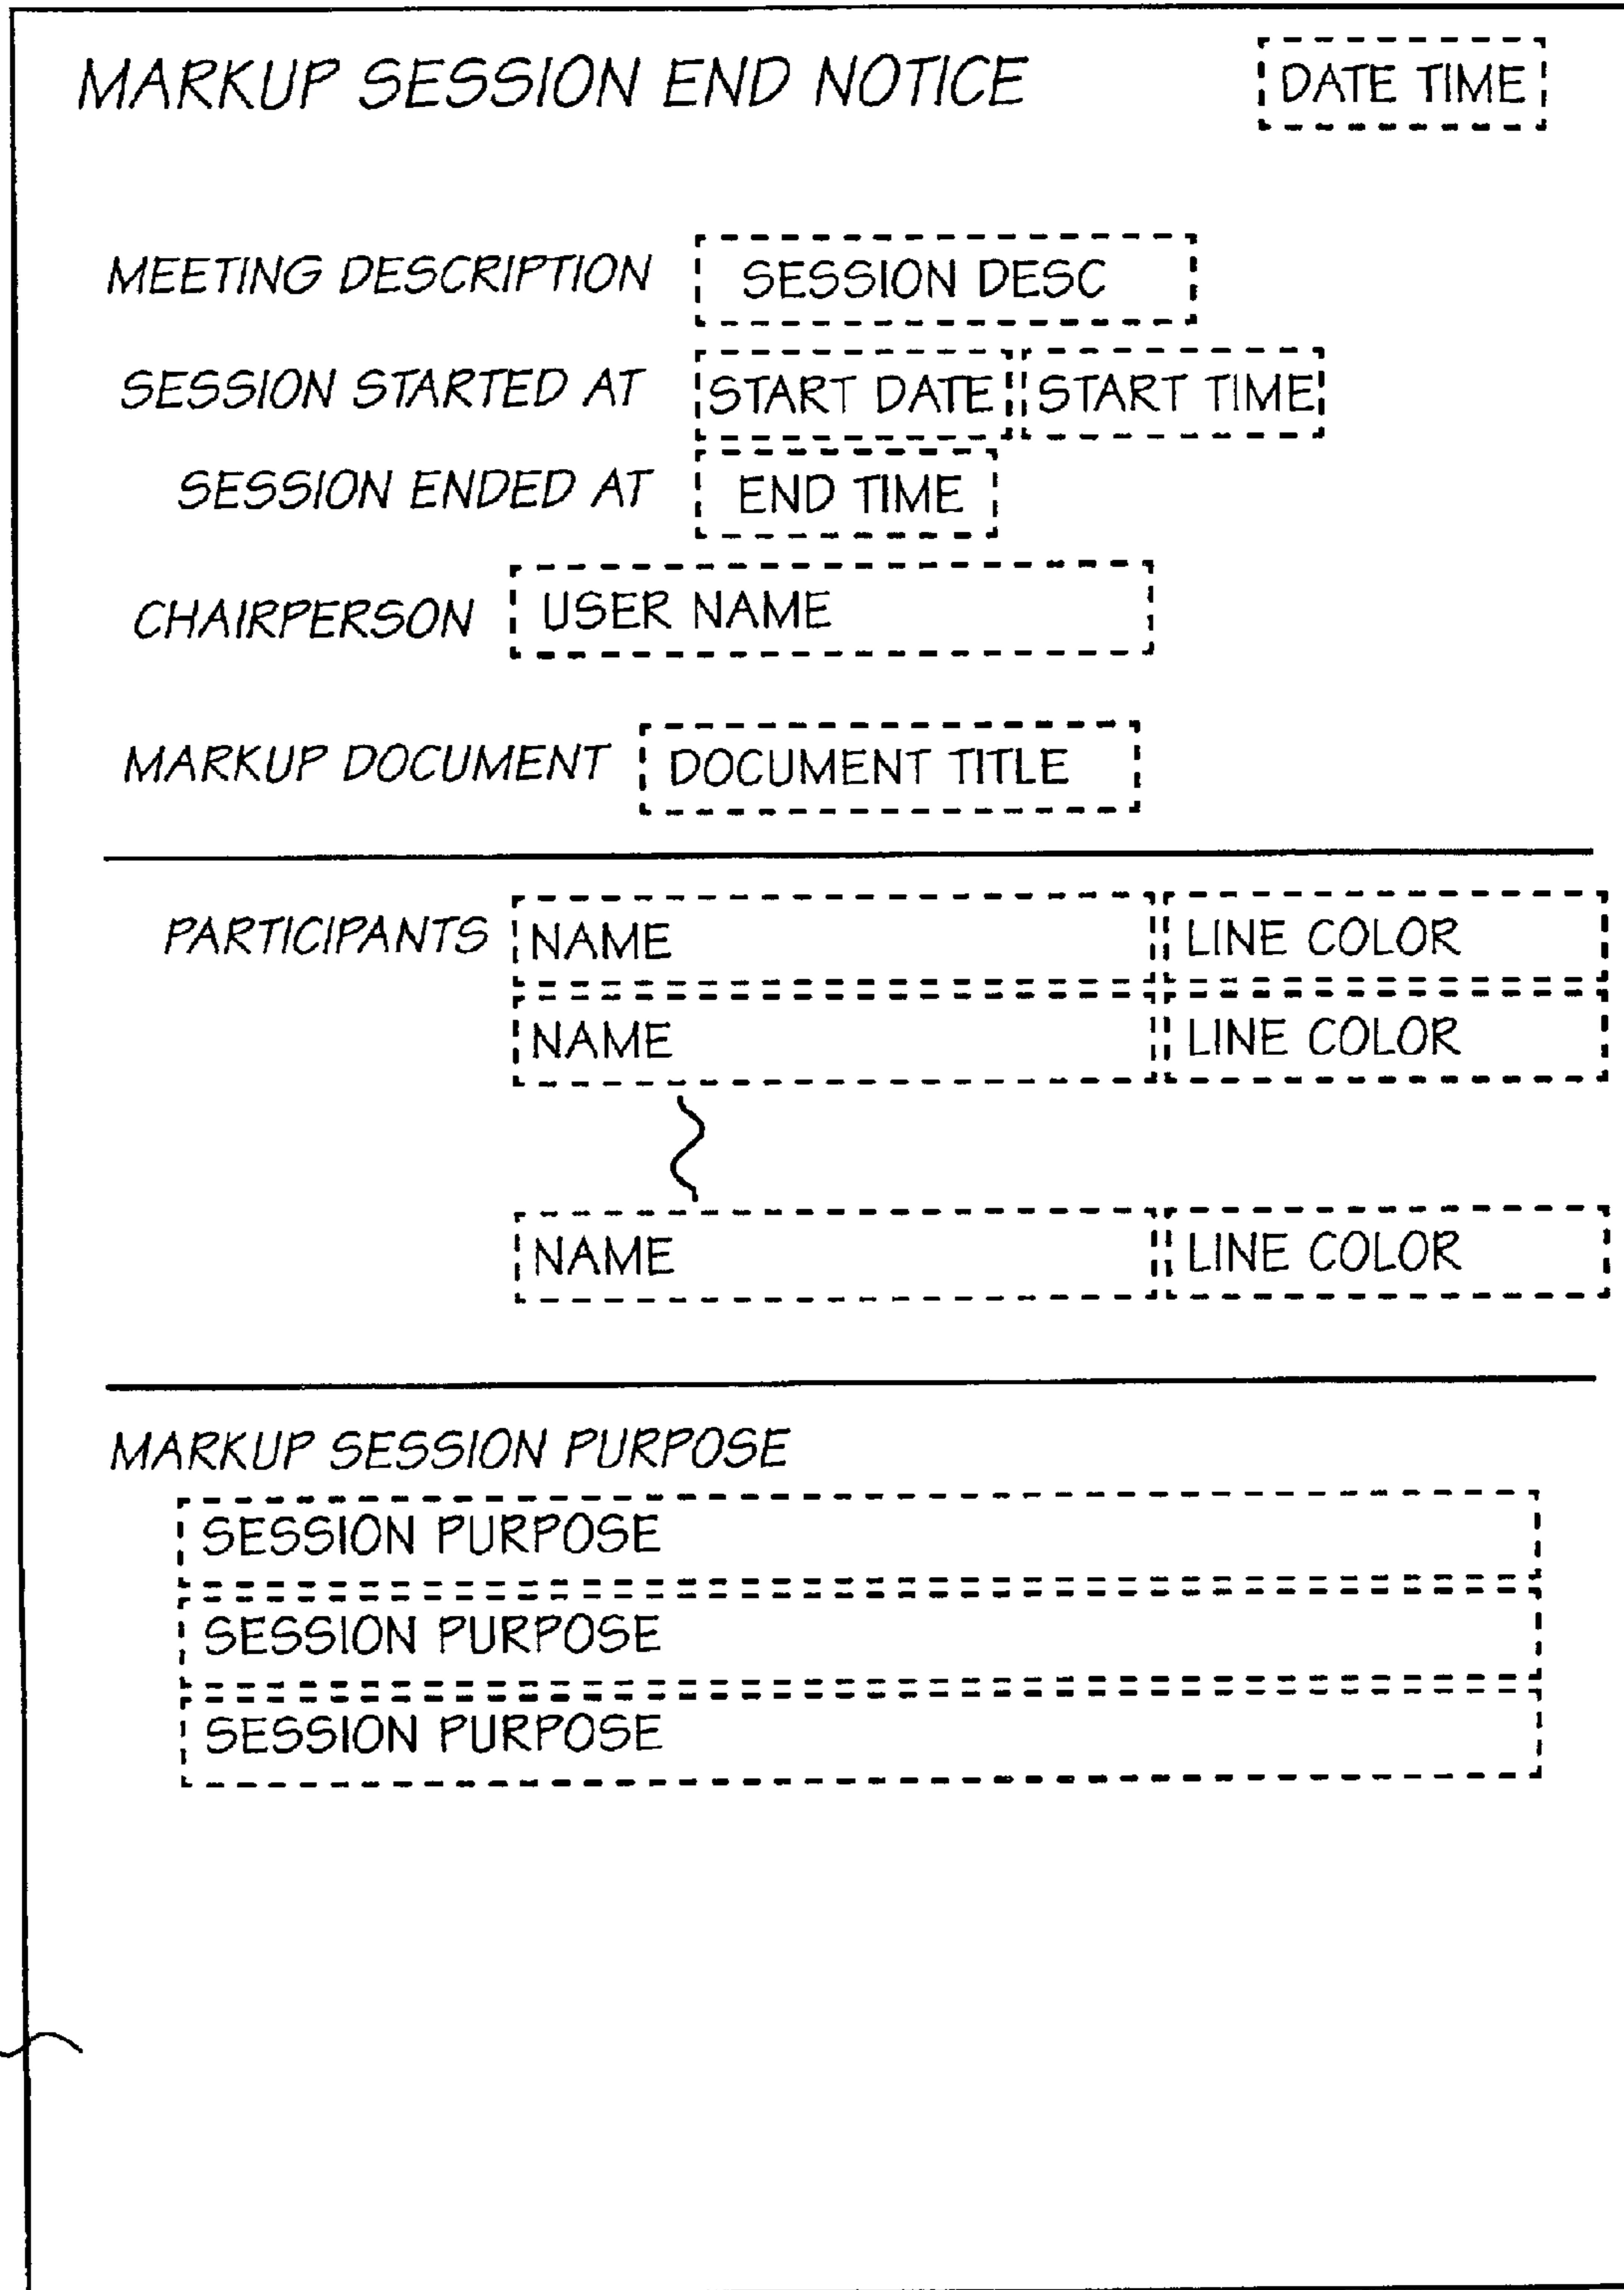 MARKUP SESSION END NOTICE DATE TIME
MEETING DESCRIPTION SESSION DESC
SESSION STARTED AT START DATE START TIME
SESSION ENDED AT END TIME
CHAIRPERSON USER NAME
MARKUP DOCUMENT DOCUMENT TITLE
PARTICIPANTS NAME LINE COLOR
NAME LINE COLOR
NAME LINE COLOR
MARKUP SESSION PURPOSE
SESSION PURPOSE
SESSION PURPOSE
SESSION PURPOSE